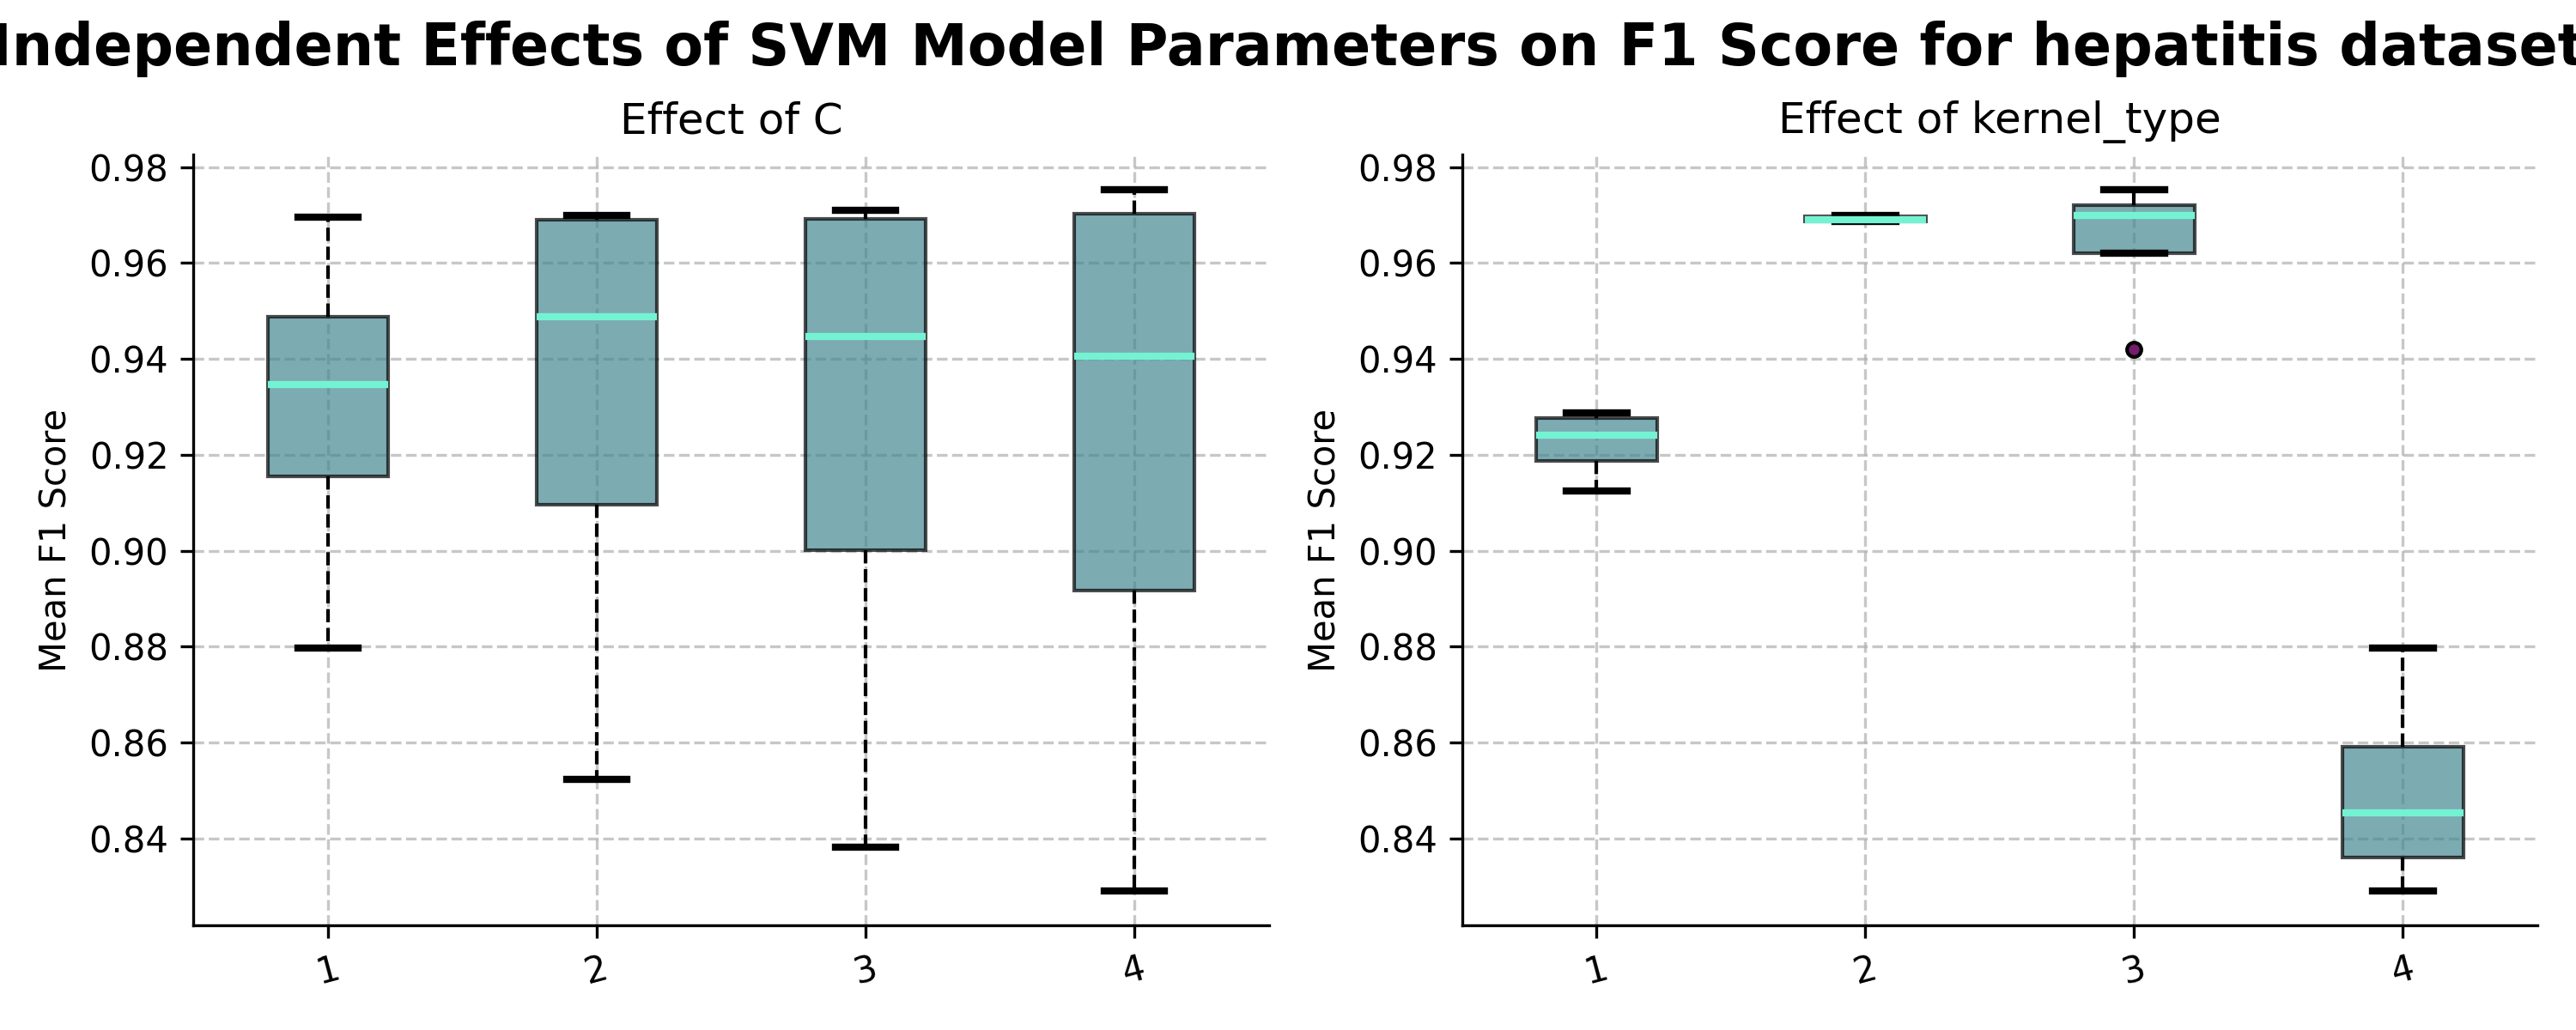 Independent Effects of SVM Model Parameters on F1 Score for hepatitis dataset
Effect of C
Mean F1 Score
0.98
0.96
0.94
0.92
0.90
0.88
0.86
0.84
1 2 3 4
Effect of kernel_type
Mean F1 Score
0.98
0.96
0.94
0.92
0.90
0.88
0.86
0.84
1 2 3 4